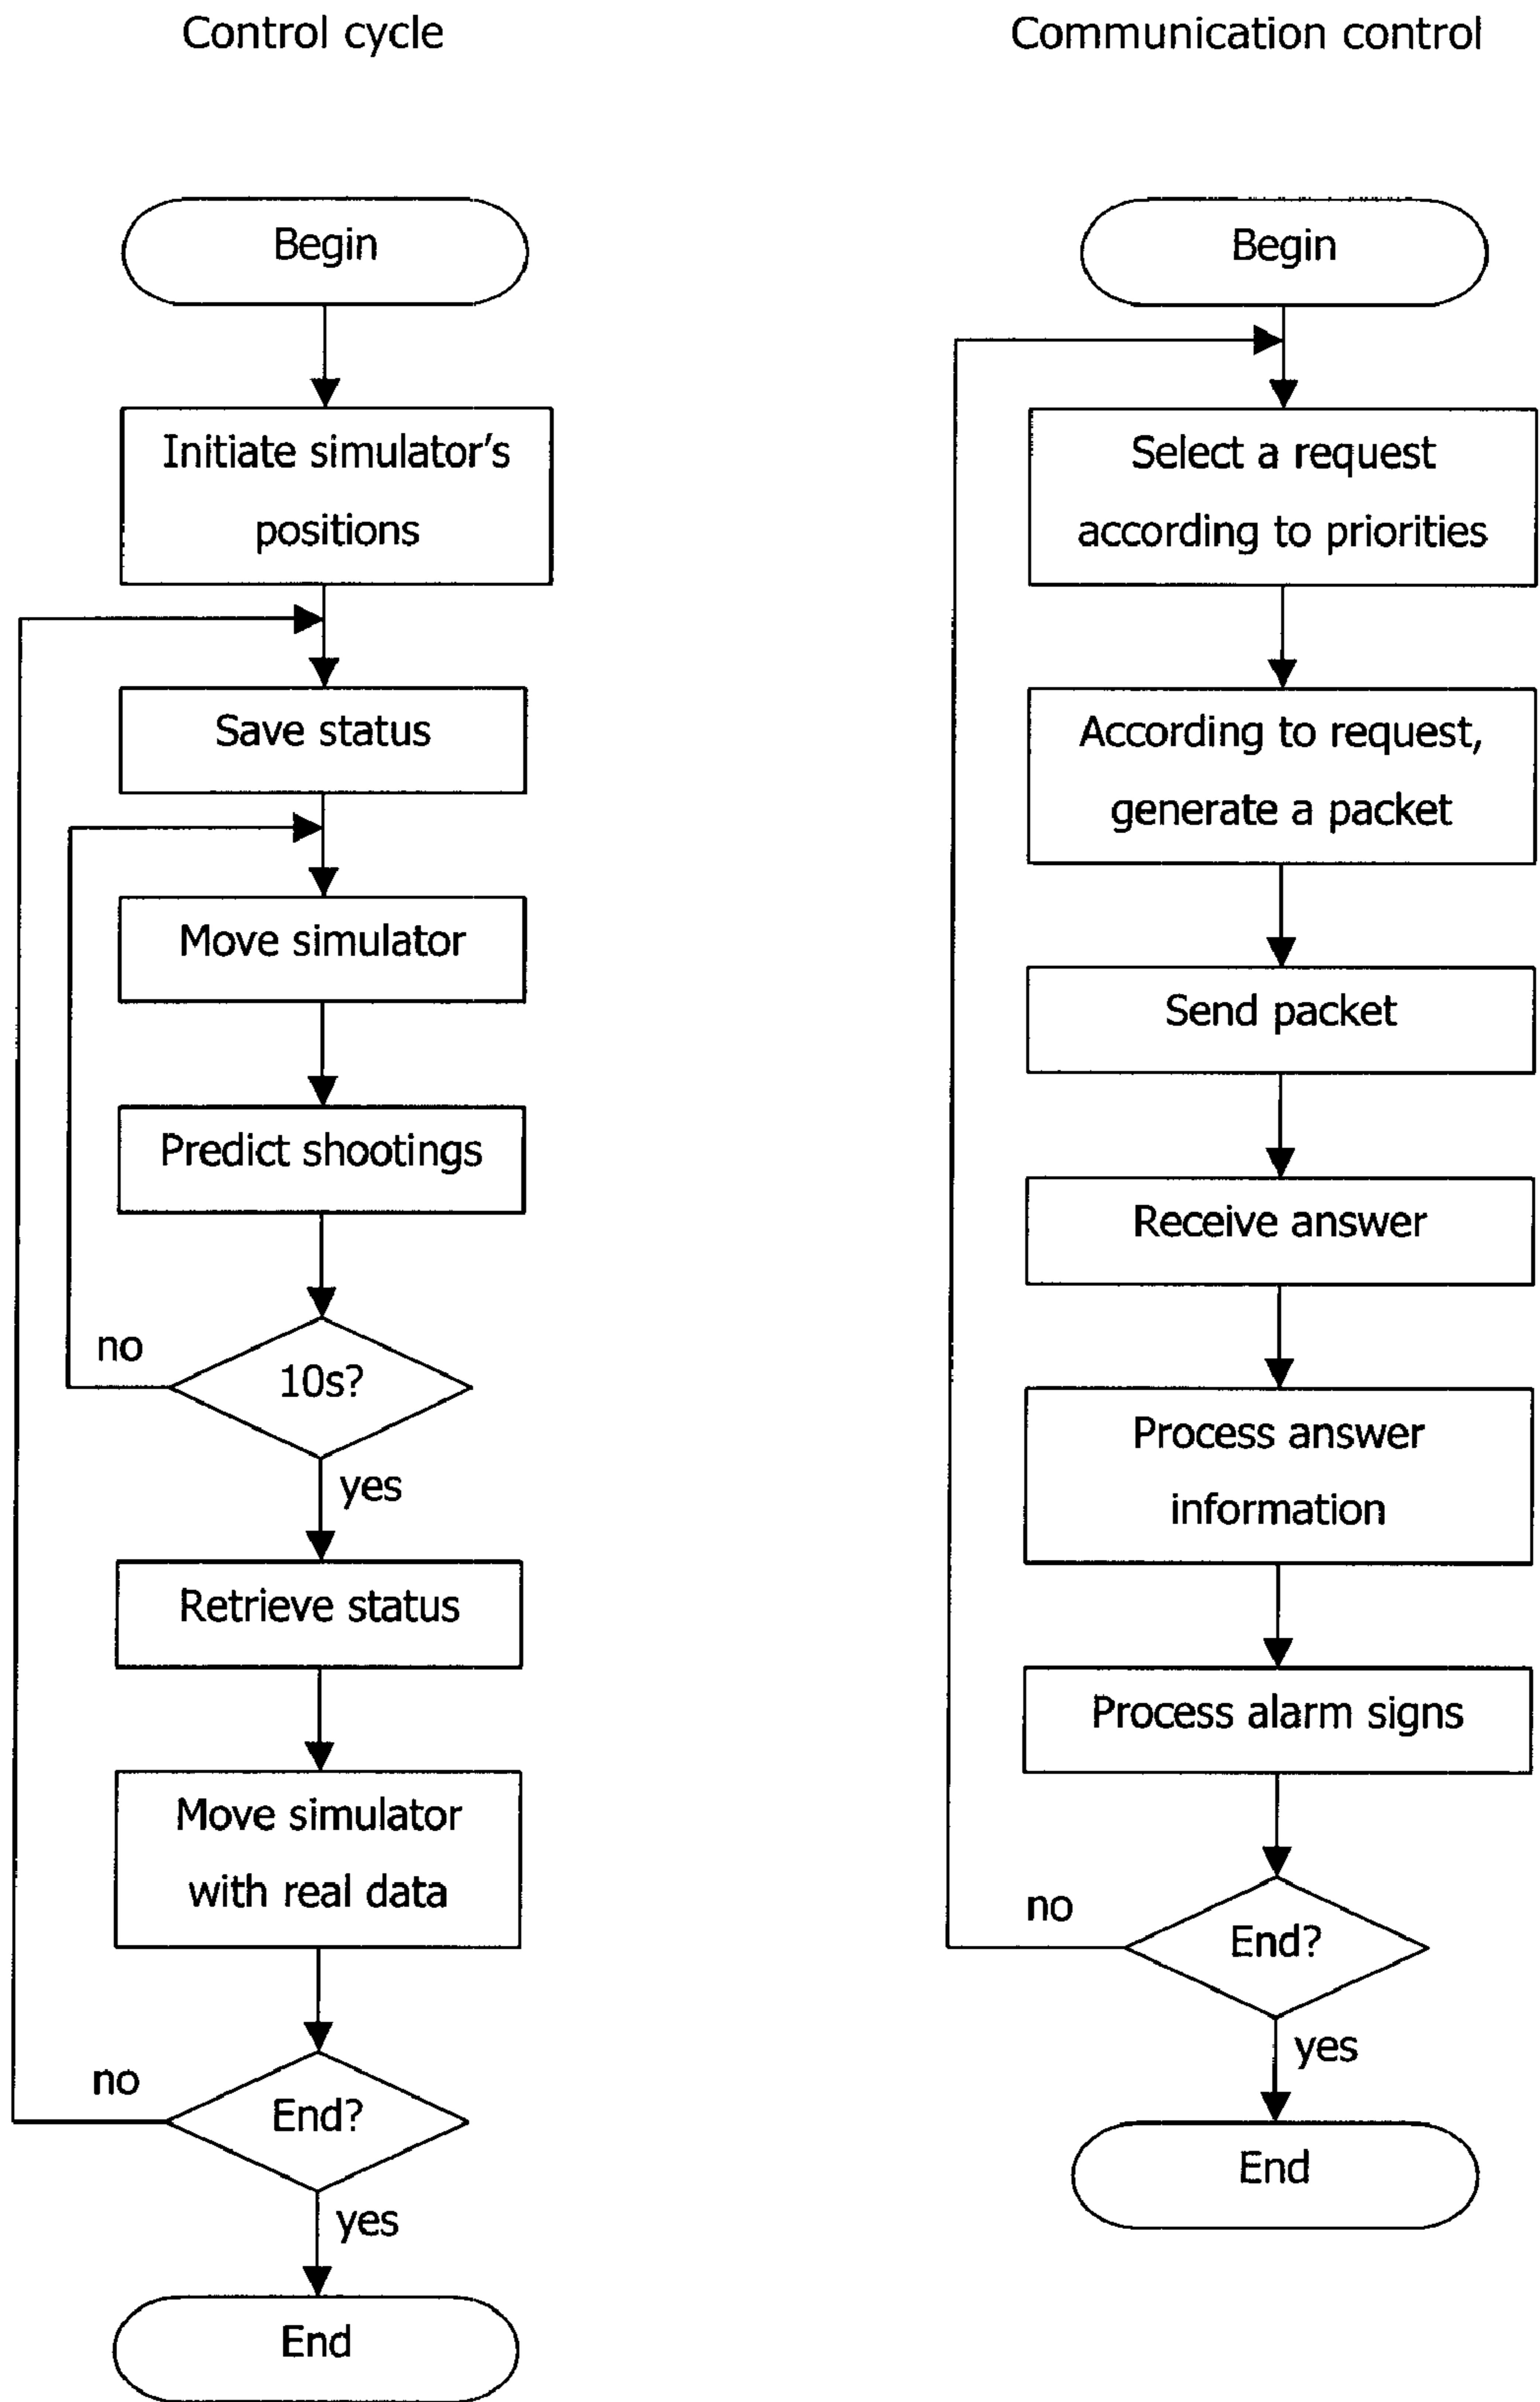 Control cycle
Begin
Initiate simulator's
positions
Save status
Move simulator
Predict shootings
no
10s?
yes
Retrieve status
Move simulator
with real data
no
End?
yes
End
Communication control
Begin
Select a request
according to priorities
According to request,
generate a packet
Send packet
Receive answer
Process answer
information
Process alarm signs
no
End?
yes
End